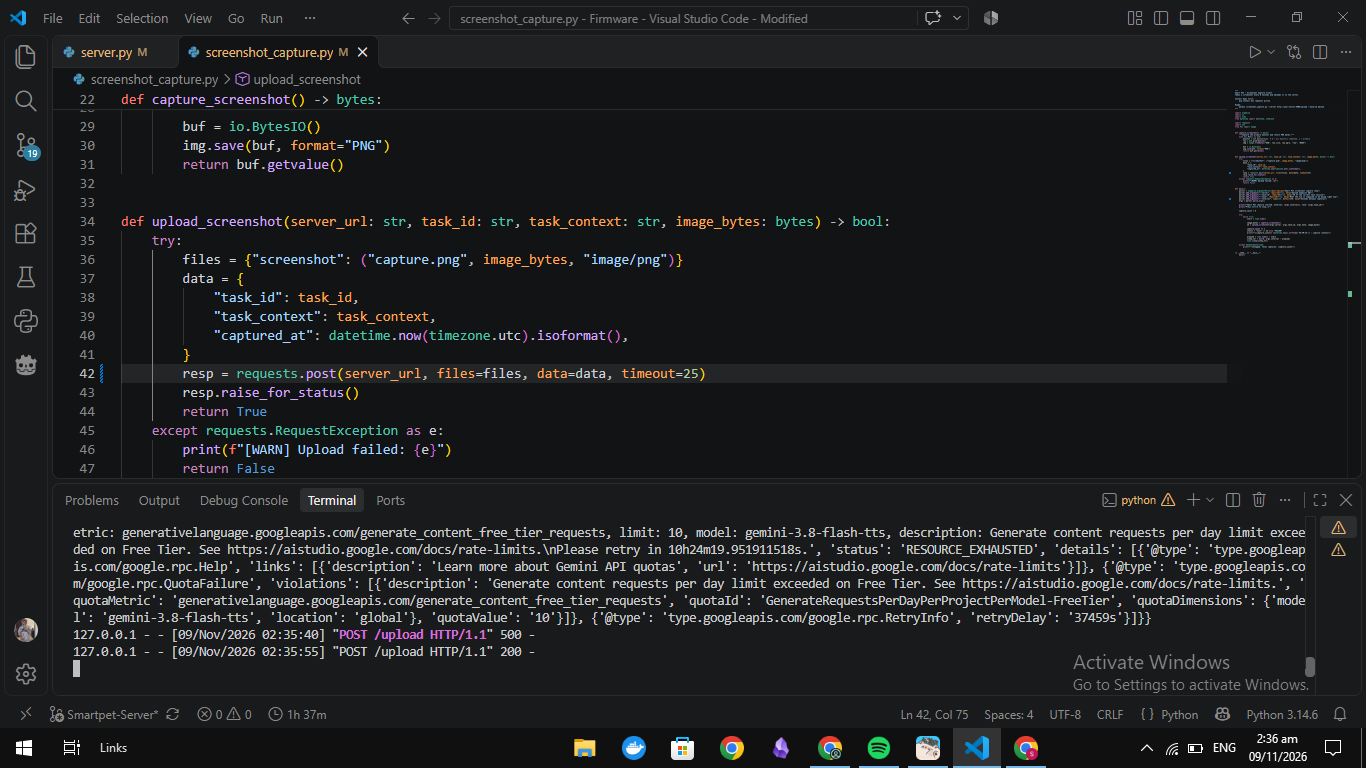 File Edit Selection View Go Run ···
screenshot_capture.py - Firmware - Visual Studio Code - Modified
server.py M
screenshot_capture.py M
screenshot_capture.py > upload_screenshot
22 def capture_screenshot() -> bytes:
29 buf = io.BytesIO()
30 img.save(buf, format="PNG")
31 return buf.getvalue()
32
33
34 def upload_screenshot(server_url: str, task_id: str, task_context: str, image_bytes: bytes) -> bool:
35 try:
36 files = {"screenshot": ("capture.png", image_bytes, "image/png")}
37 data = {
38 "task_id": task_id,
39 "task_context": task_context,
40 "captured_at": datetime.now(timezone.utc).isoformat(),
41 }
42 resp = requests.post(server_url, files=files, data=data, timeout=25)
43 resp.raise_for_status()
44 return True
45 except requests.RequestException as e:
46 print(f"[WARN] Upload failed: {e}")
47 return False
19
Problems Output Debug Console Terminal Ports
python
etric: generativelanguage.googleapis.com/generate_content_free_tier_requests, limit: 10, model: gemini-3.8-flash-tts, description: Generate content requests per day limit excee
ded on Free Tier. See https://aistudio.google.com/docs/rate-limits.\nPlease retry in 10h24m19.951911518s.', 'status': 'RESOURCE_EXHAUSTED', 'details': [{'@type': 'type.googleap
is.com/google.rpc.Help', 'links': [{'description': 'Learn more about Gemini API quotas', 'url': 'https://aistudio.google.com/docs/rate-limits'}]}, {'@type': 'type.googleapis.co
m/google.rpc.QuotaFailure', 'violations': [{'description': 'Generate content requests per day limit exceeded on Free Tier. See https://aistudio.google.com/docs/rate-limits.', '
quotaMetric': 'generativelanguage.googleapis.com/generate_content_free_tier_requests', 'quotaId': 'GenerateRequestsPerDayPerProjectPerModel-FreeTier', 'quotaDimensions': {'mode
l': 'gemini-3.8-flash-tts', 'location': 'global'}, 'quotaValue': '10'}]}, {'@type': 'type.googleapis.com/google.rpc.RetryInfo', 'retryDelay': '37459s'}]}}
127.0.0.1 - - [09/Nov/2026 02:35:40] "POST /upload HTTP/1.1" 500 -
127.0.0.1 - - [09/Nov/2026 02:35:55] "POST /upload HTTP/1.1" 200 -
Activate Windows
Go to Settings to activate Windows.
Smartpet-Server* 0 0 1h 37m
Ln 42, Col 75 Spaces: 4 UTF-8 CRLF { } Python Python 3.14.6
Links
ENG
2:36 am
09/11/2026